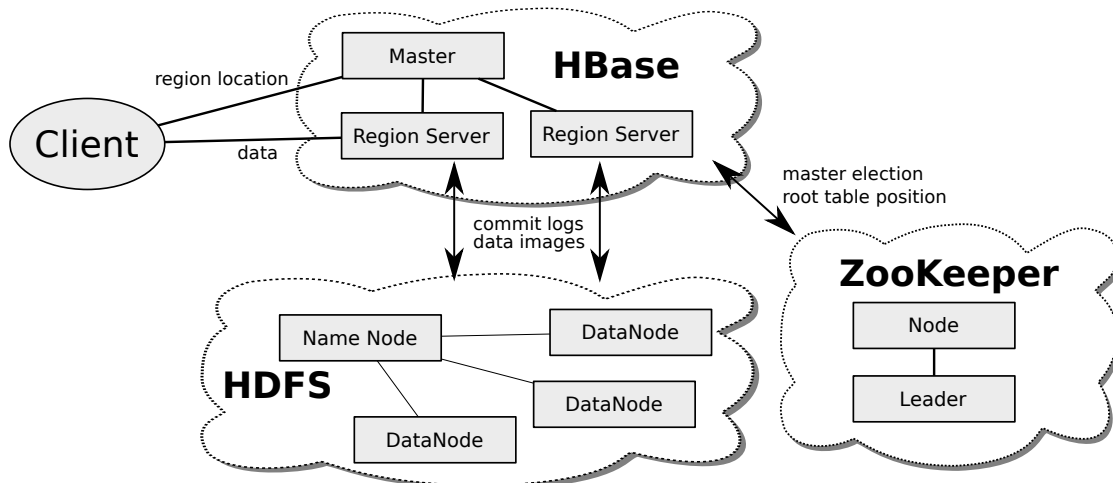 Master
HBase
region location
Client
Region Server
Region Server
data
master election
root table position
commit logs
data images
ZooKeeper
Name Node
DataNode
Node
HDFS
DataNode
Leader
DataNode